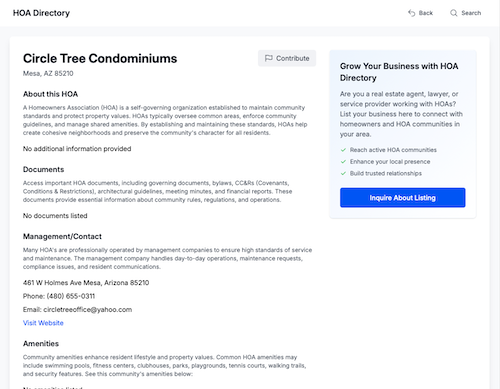 HOA Directory
Back
Search
Circle Tree Condominiums
Contribute
Mesa, AZ 85210
About this HOA
A Homeowners Association (HOA) is a self-governing organization established to maintain community
standards and protect property values. HOAs typically oversee common areas, enforce community
guidelines, and manage shared amenities. By establishing and maintaining these standards, HOAs help
create cohesive neighborhoods and preserve the community's character for all residents.
No additional information provided
Documents
Access important HOA documents, including governing documents, bylaws, CC&Rs (Covenants,
Conditions & Restrictions), architectural guidelines, meeting minutes, and financial reports. These
documents provide essential information about community rules, regulations, and operations.
No documents listed
Management/Contact
Many HOA's are professionally operated by management companies to ensure high standards of service
and maintenance. The management company handles day-to-day operations, maintenance requests,
compliance issues, and resident communications.
461 W Holmes Ave Mesa, Arizona 85210
Phone: (480) 655-0311
Email: circletreeoffice@yahoo.com
Visit Website
Amenities
Community amenities enhance resident lifestyle and property values. Common HOA amenities may
include swimming pools, fitness centers, clubhouses, parks, playgrounds, tennis courts, walking trails,
and security features. See this community's amenities below:
Grow Your Business with HOA
Directory
Are you a real estate agent, lawyer, or
service provider working with HOAs?
List your business here to connect with
homeowners and HOA communities in
your area.
Reach active HOA communities
Enhance your local presence
Build trusted relationships
Inquire About Listing